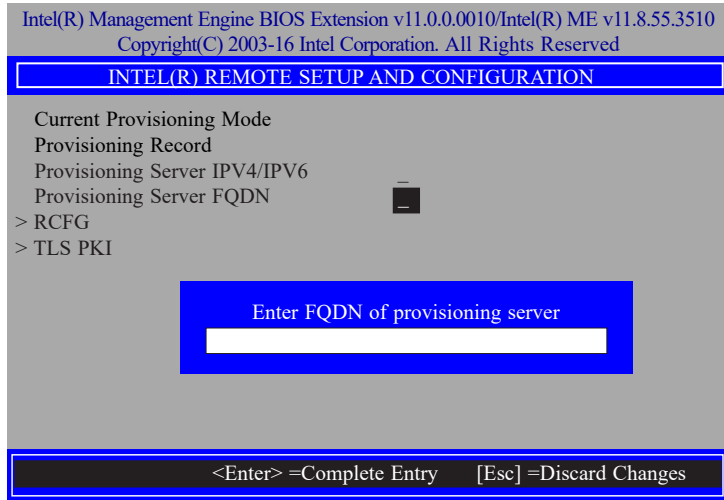 Intel(R) Management Engine BIOS Extension v11.0.0.0010/Intel(R) ME v11.8.55.3510
Copyright(C) 2003-16 Intel Corporation. All Rights Reserved
INTEL(R) REMOTE SETUP AND CONFIGURATION
Current Provisioning Mode
Provisioning Record
Provisioning Server IPV4/IPV6 _
Provisioning Server FQDN _
> RCFG
> TLS PKI
Enter FQDN of provisioning server
<Enter> =Complete Entry [Esc] =Discard Changes